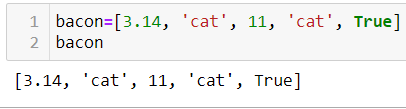 1 bacon=[3.14, 'cat', 11, 'cat', True]
2 bacon
[3.14, 'cat', 11, 'cat', True]